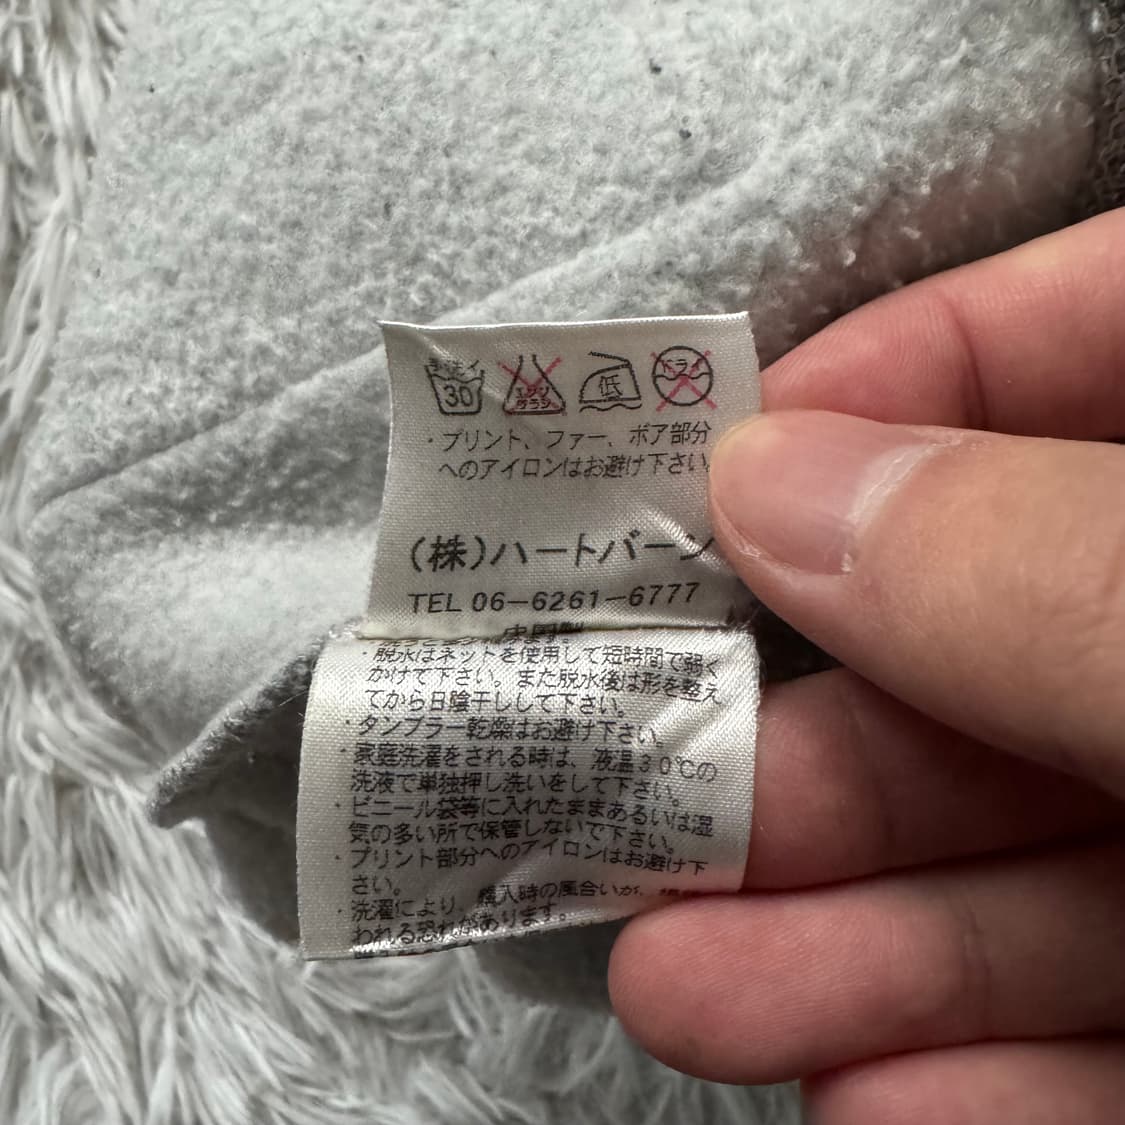 手洗イ
30
エンソ
サラシ
低
ドライ
・プリント、ファー、ボア部分
へのアイロンはお避け下さい
(株)ハートバーン
TEL 06-6261-6777
中国製
・脱水はネットを使用して短時間で弱く
かけて下さい。また脱水後は形を整え
てから日陰干しして下さい。
・タンブラー乾燥はお避け下さい。
・家庭洗濯をされる時は、液温30℃の
洗液で単独押し洗いをして下さい。
・ビニール袋等に入れたままあるいは湿
気の多い所で保管しないで下さい。
・プリント部分へのアイロンはお避け下
さい。
・洗濯により、購入時の風合いが、
われる恐れがあります。